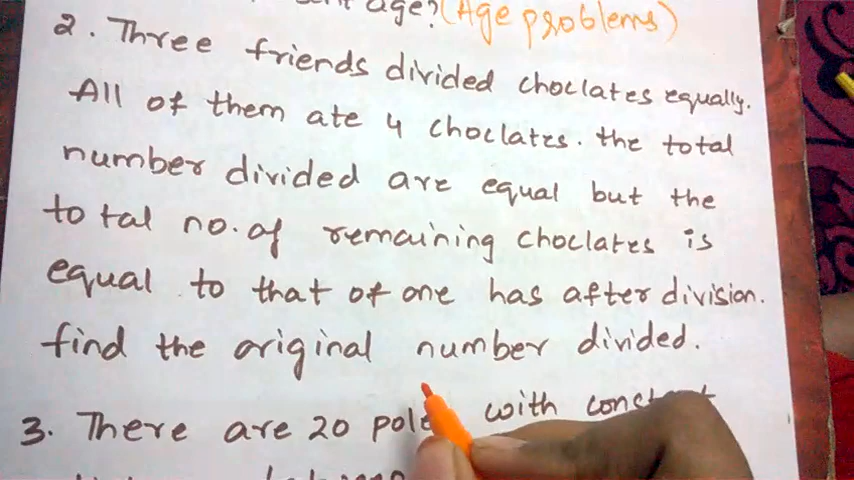 age? (Age problems)
2. Three friends divided choclates equally.
All of them ate 4 choclates. the total
number divided are equal but the
total no. of remaining choclates is
equal to that of one has after division.
find the original number divided.
3. There are 20 with